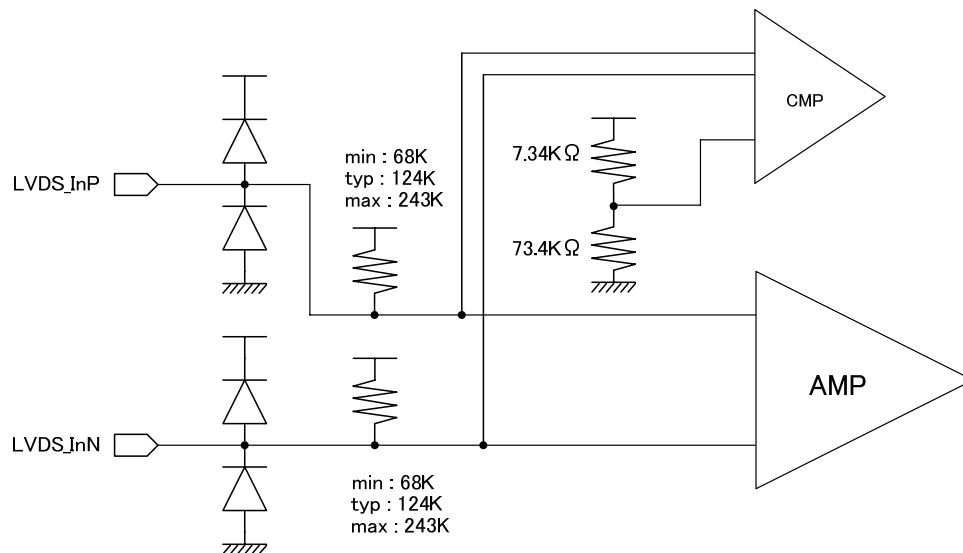 CMP
7.34KΩ
min : 68K
typ : 124K
max : 243K
LVDS_InP
73.4KΩ
AMP
LVDS_InN
min : 68K
typ : 124K
max : 243K